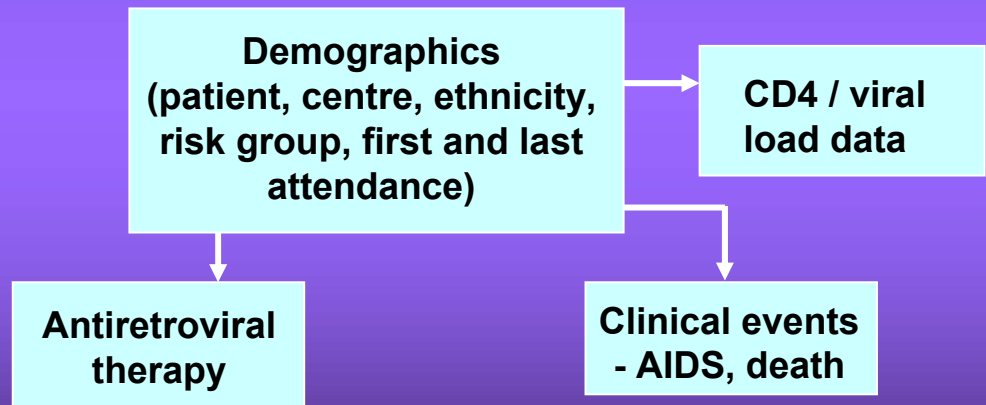 Demographics
(patient, centre, ethnicity,
risk group, first and last
attendance)
CD4 / viral
load data
Antiretroviral
therapy
Clinical events
- AIDS, death